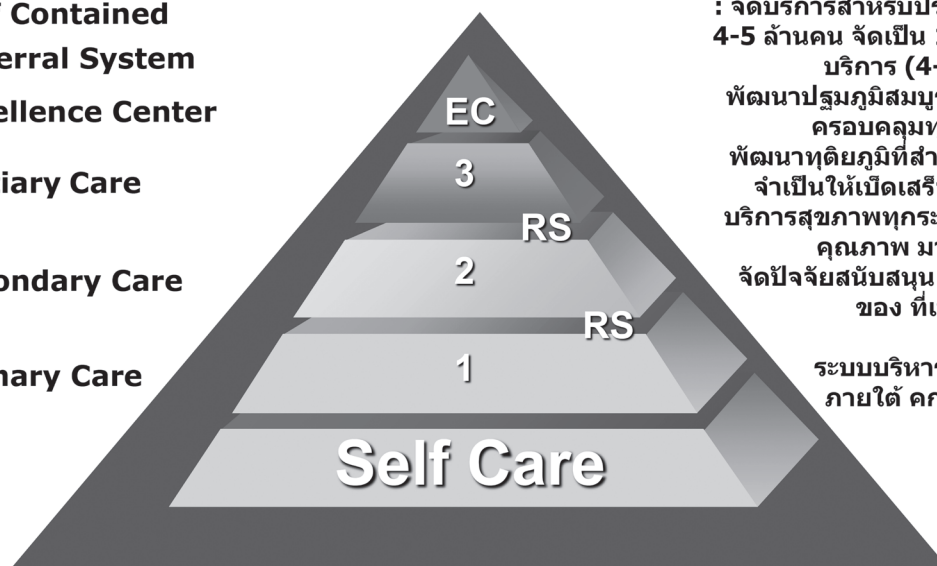 Contained
erral System
ellence Center
tiary Care
ondary Care
mary Care
EC
3
RS
2
RS
1
Self Care
: จัดบริการสำหรับปร
4-5 ล้านคน จัดเป็น
บริการ (4-
พัฒนาปฐมภูมิสมบูร
ครอบคลุมท
พัฒนาทุติยภูมิที่สำ
จำเป็นให้เบ็ดเสร็
บริการสุขภาพทุกระ
คุณภาพ มา
จัดปัจจัยสนับสนุน
ของ ที่เ
ระบบบริหาร
ภายใต้ คก